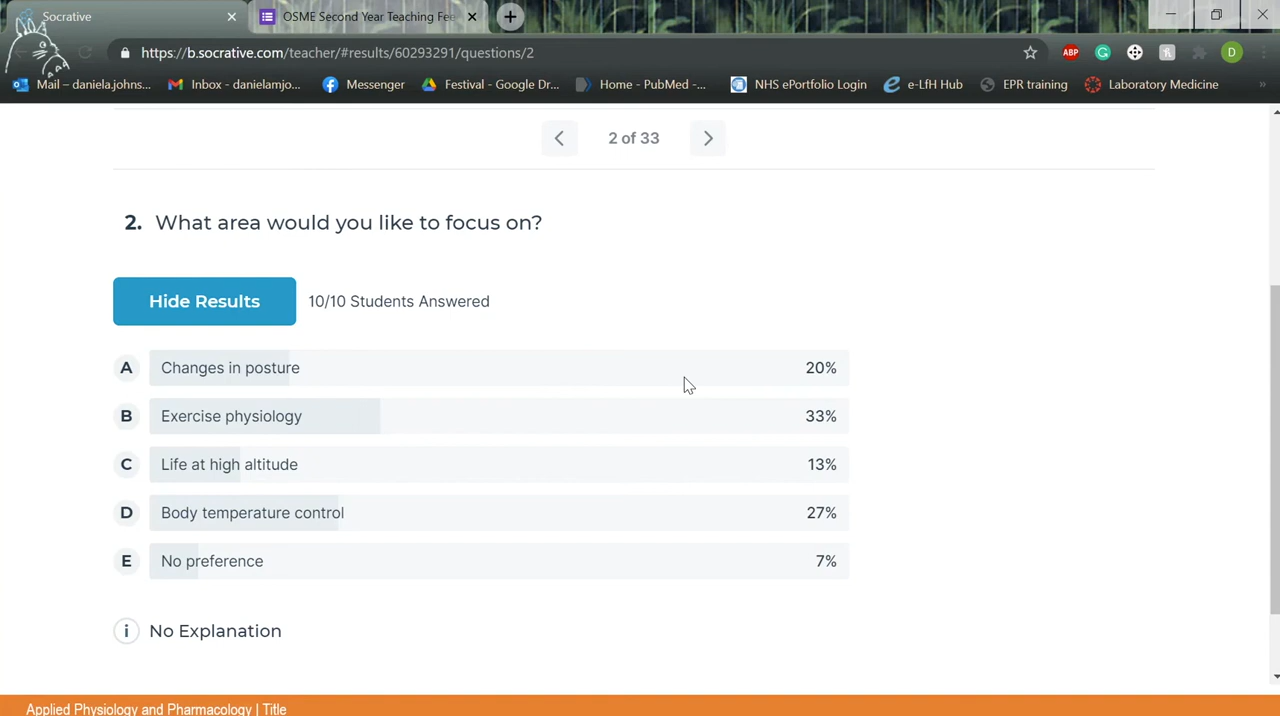 Socrative
OSME Second Year Teaching Fee
https://b.socrative.com/teacher/#results/60293291/questions/2
ABP
D
Mail – daniela.johns...
Inbox - danielamjo...
Messenger
Festival - Google Dr...
Home - PubMed -...
NHS ePortfolio Login
e-LfH Hub
EPR training
Laboratory Medicine
2 of 33
2. What area would you like to focus on?
Hide Results
10/10 Students Answered
A Changes in posture 20%
B Exercise physiology 33%
C Life at high altitude 13%
D Body temperature control 27%
E No preference 7%
i No Explanation
Applied Physiology and Pharmacology | Title